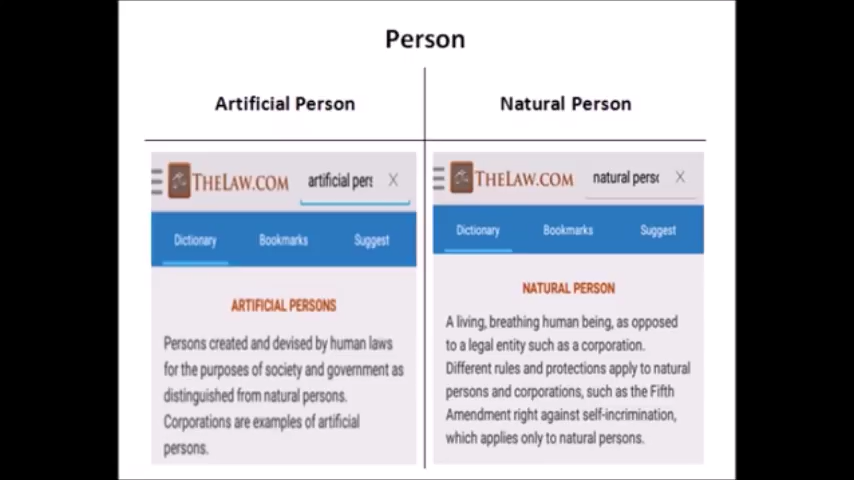 Person
Artificial Person
Natural Person
THELAW.COM artificial pers X
Dictionary Bookmarks Suggest
ARTIFICIAL PERSONS
Persons created and devised by human laws
for the purposes of society and government as
distinguished from natural persons.
Corporations are examples of artificial
persons.
THELAW.COM natural perso X
Dictionary Bookmarks Suggest
NATURAL PERSON
A living, breathing human being, as opposed
to a legal entity such as a corporation.
Different rules and protections apply to natural
persons and corporations, such as the Fifth
Amendment right against self-incrimination,
which applies only to natural persons.